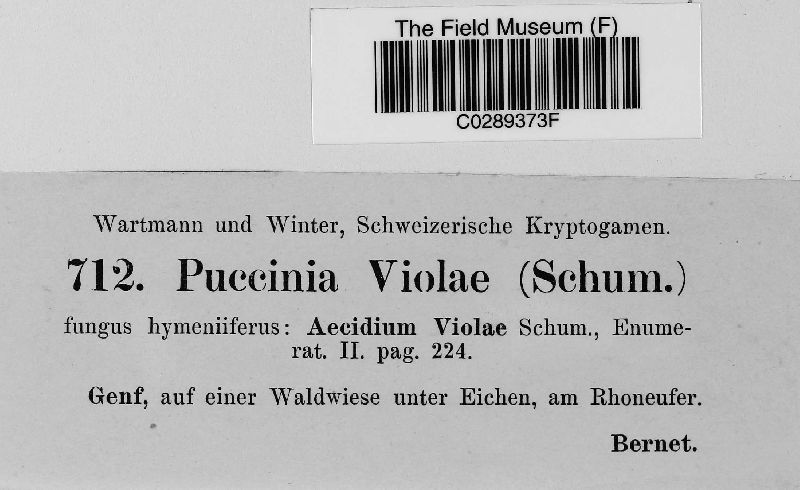 The Field Museum (F)
C0289373F
Wartmann und Winter, Schweizerische Kryptogamen.
712. Puccinia Violae (Schum.)
fungus hymeniiferus: Aecidium Violae Schum., Enume-
rat. II. pag. 224.
Genf, auf einer Waldwiese unter Eichen, am Rhoneufer.
Bernet.